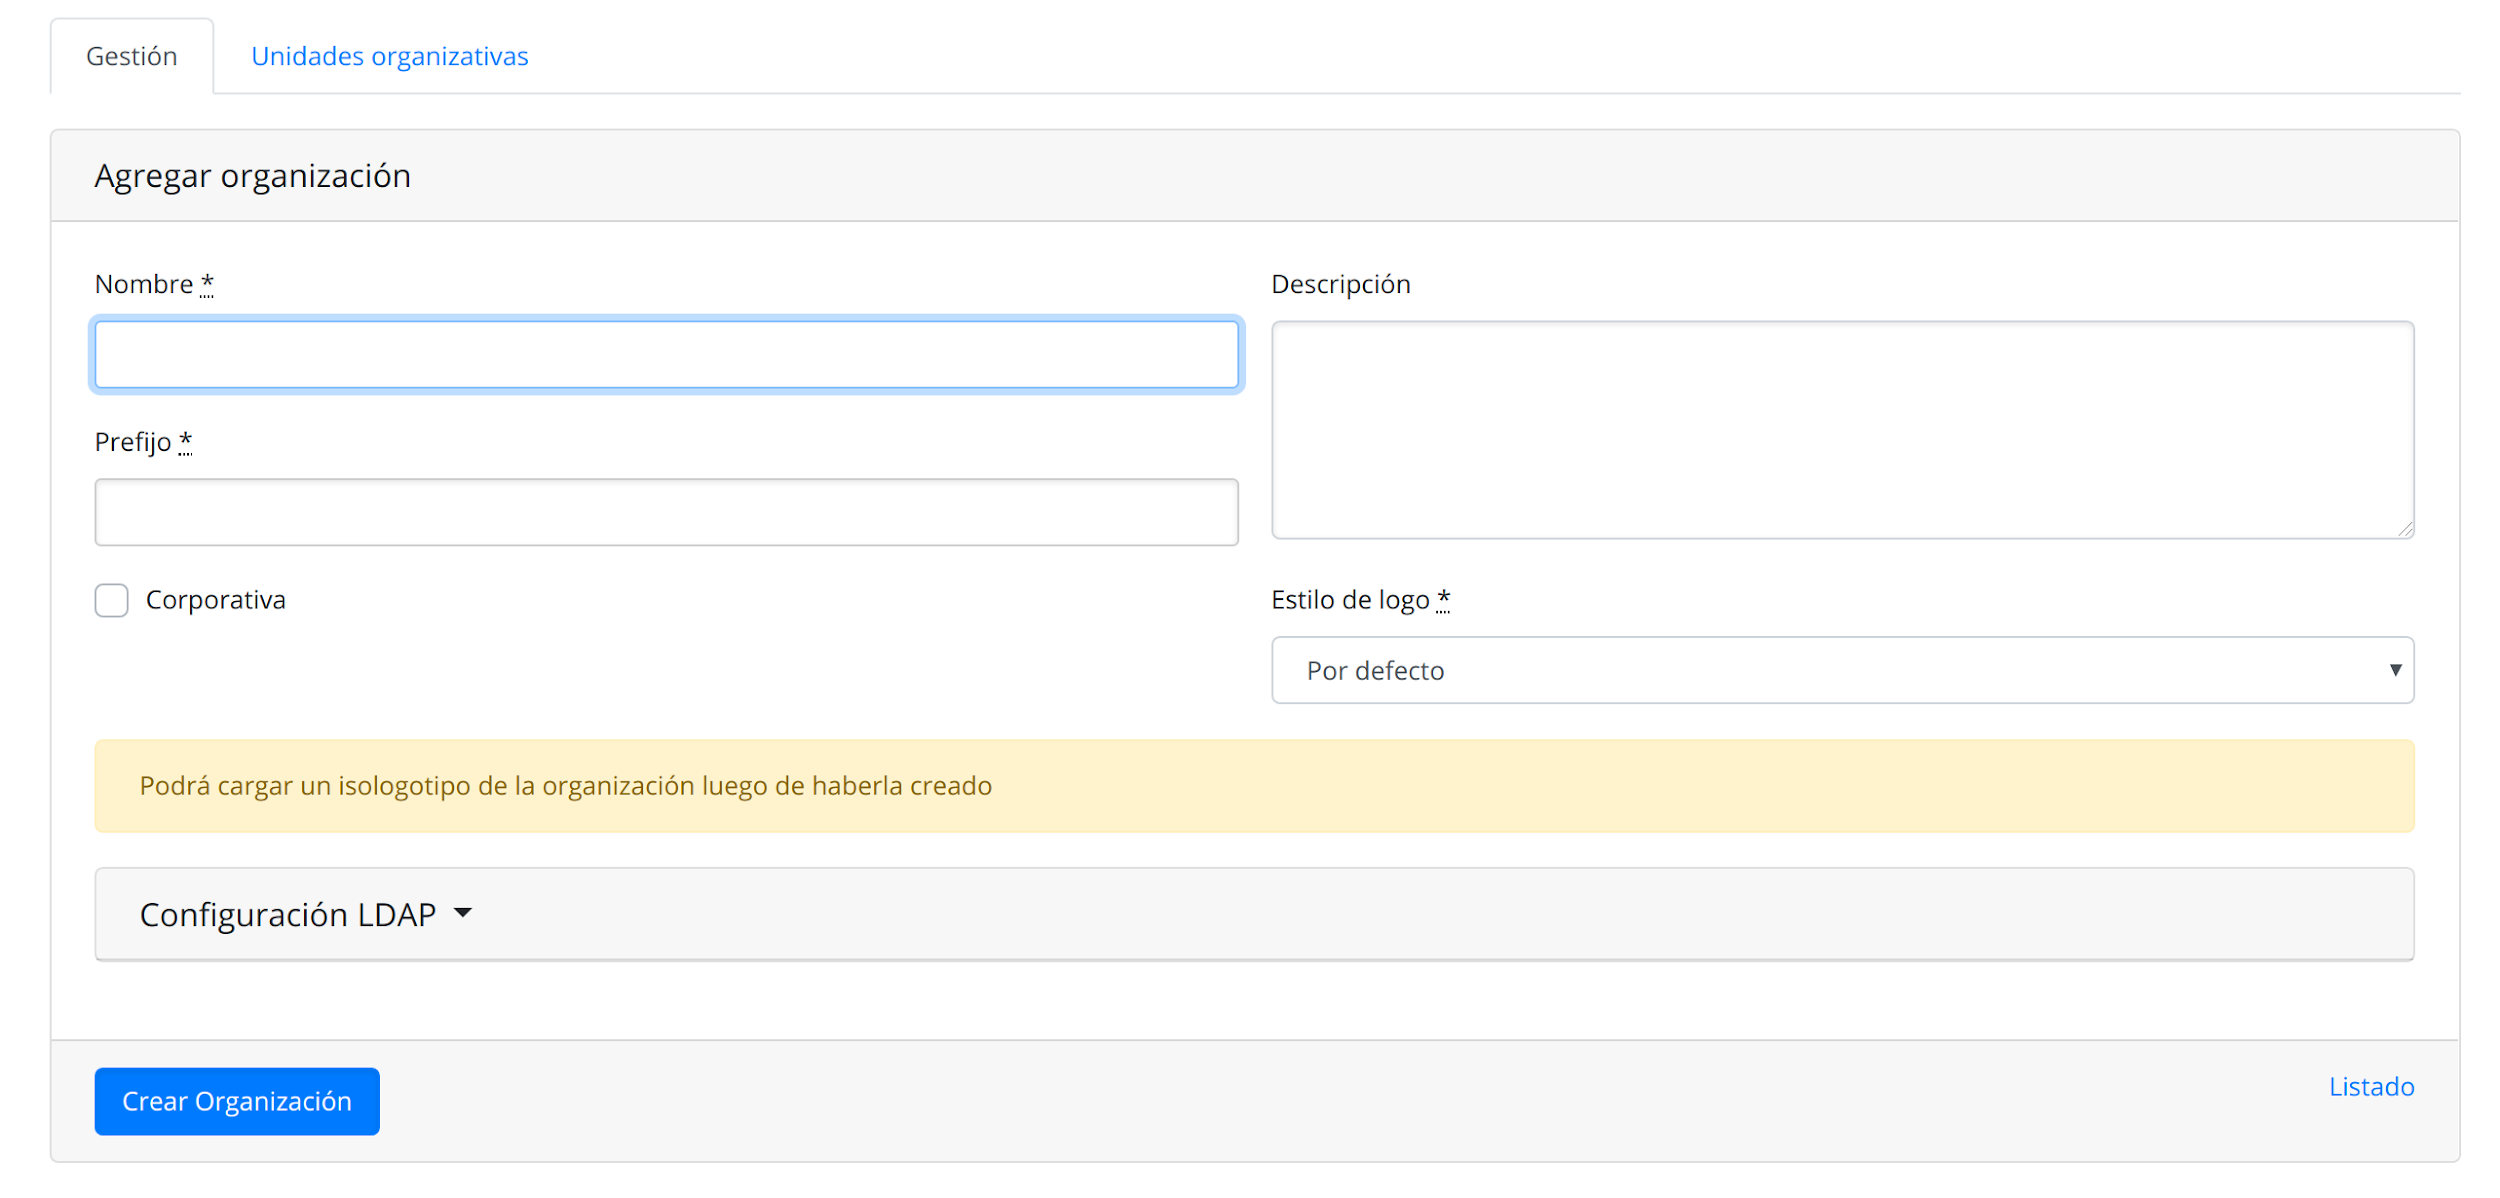 Gestión
Unidades organizativas
Agregar organización
Nombre *
Descripción
Prefijo *
Corporativa
Estilo de logo *
Por defecto
Podrá cargar un isologotipo de la organización luego de haberla creado
Configuración LDAP
Crear Organización
Listado